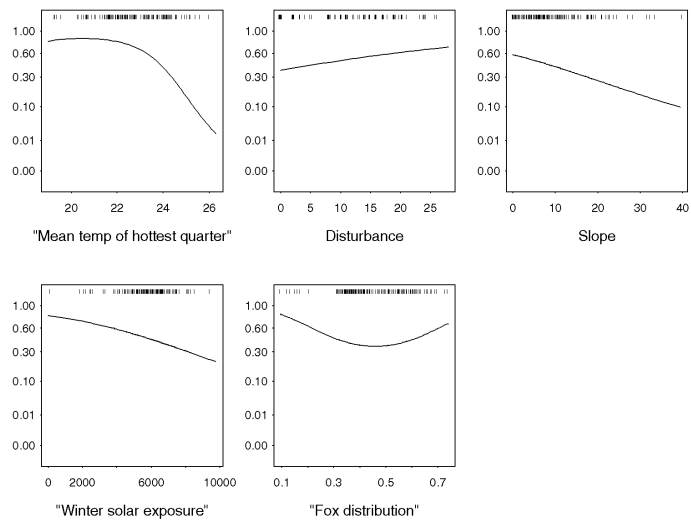 1.00 1.00 1.00
0.60 0.60 0.60
0.30 0.30 0.30
0.10 0.10 0.10
0.01 0.01 0.01
0.00 0.00 0.00
20 22 24 26 0 5 10 15 20 25 0 10 20 30 40
"Mean temp of hottest quarter" Disturbance Slope
1.00 1.00
0.60 0.60
0.30 0.30
0.10 0.10
0.01 0.01
0.00 0.00
0 2000 6000 10000 0.1 0.3 0.5 0.7
"Winter solar exposure" "Fox distribution"